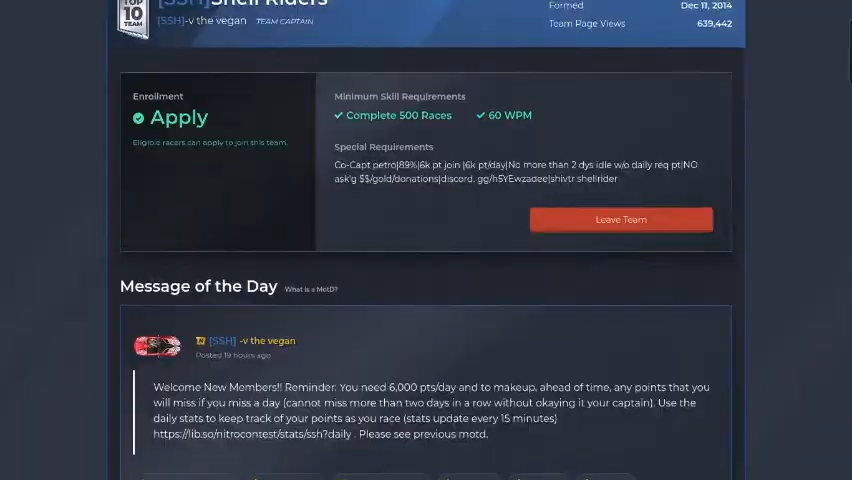 TOP
10
TEAM
[SSH]Shell Riders
[SSH]-v the vegan TEAM CAPTAIN
Formed Dec 11, 2014
Team Page Views 639,442
Enrollment
Apply
Eligible racers can apply to join this team.
Minimum Skill Requirements
Complete 500 Races 60 WPM
Special Requirements
Co-Capt petro|89%|6k pt join |6k pt/day|No more than 2 dys idle w/o daily req pt|NO
ask'g $$/gold/donations|discord. gg/h5YEwzadee|shivtr shellrider
Leave Team
Message of the Day What is a MotD?
[SSH] -v the vegan
Posted 19 hours ago
Welcome New Members!! Reminder: You need 6,000 pts/day and to makeup, ahead of time, any points that you
will miss if you miss a day (cannot miss more than two days in a row without okaying it your captain). Use the
daily stats to keep track of your points as you race (stats update every 15 minutes)
https://lib.so/nitrocontest/stats/ssh?daily . Please see previous motd.